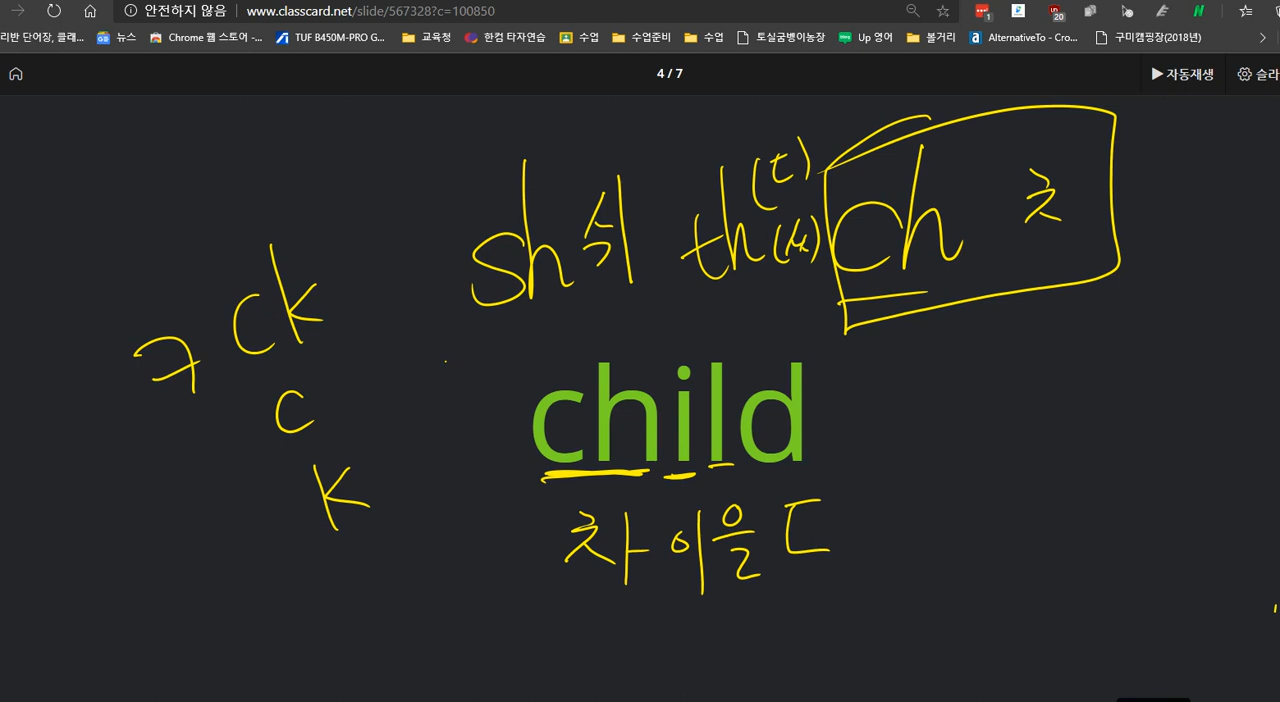 안전하지 않음 www.classcard.net/slide/567328?c=100850
리반 단어장, 클래... 뉴스 Chrome 웹 스토어 -... TUF B450M-PRO G... 교육청 한컴 타자연습 수업 수업준비 수업 토실굼뱅이농장 Up 영어 볼거리 AlternativeTo - Cro... 구미캠핑장(2018년)
4 / 7 자동재생 슬라
sh 쉬 th (t) ch ㅊ
ㅋ ck
c
k
child
차 이 을 ㄷ